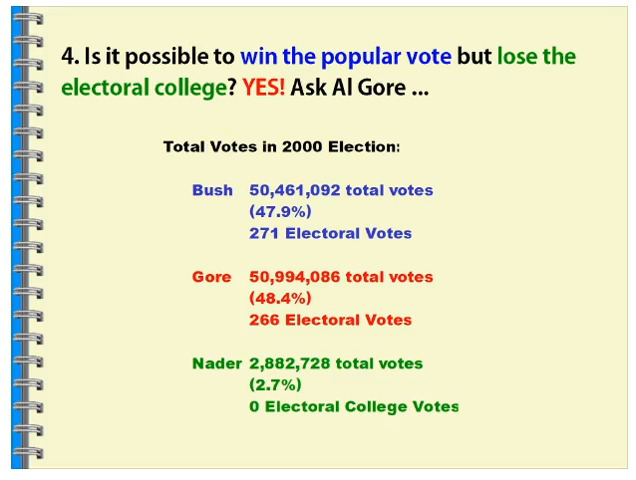 4. Is it possible to win the popular vote but lose the
electoral college? YES! Ask Al Gore ...
Total Votes in 2000 Election:
Bush 50,461,092 total votes
(47.9%)
271 Electoral Votes
Gore 50,994,086 total votes
(48.4%)
266 Electoral Votes
Nader 2,882,728 total votes
(2.7%)
0 Electoral College Votes